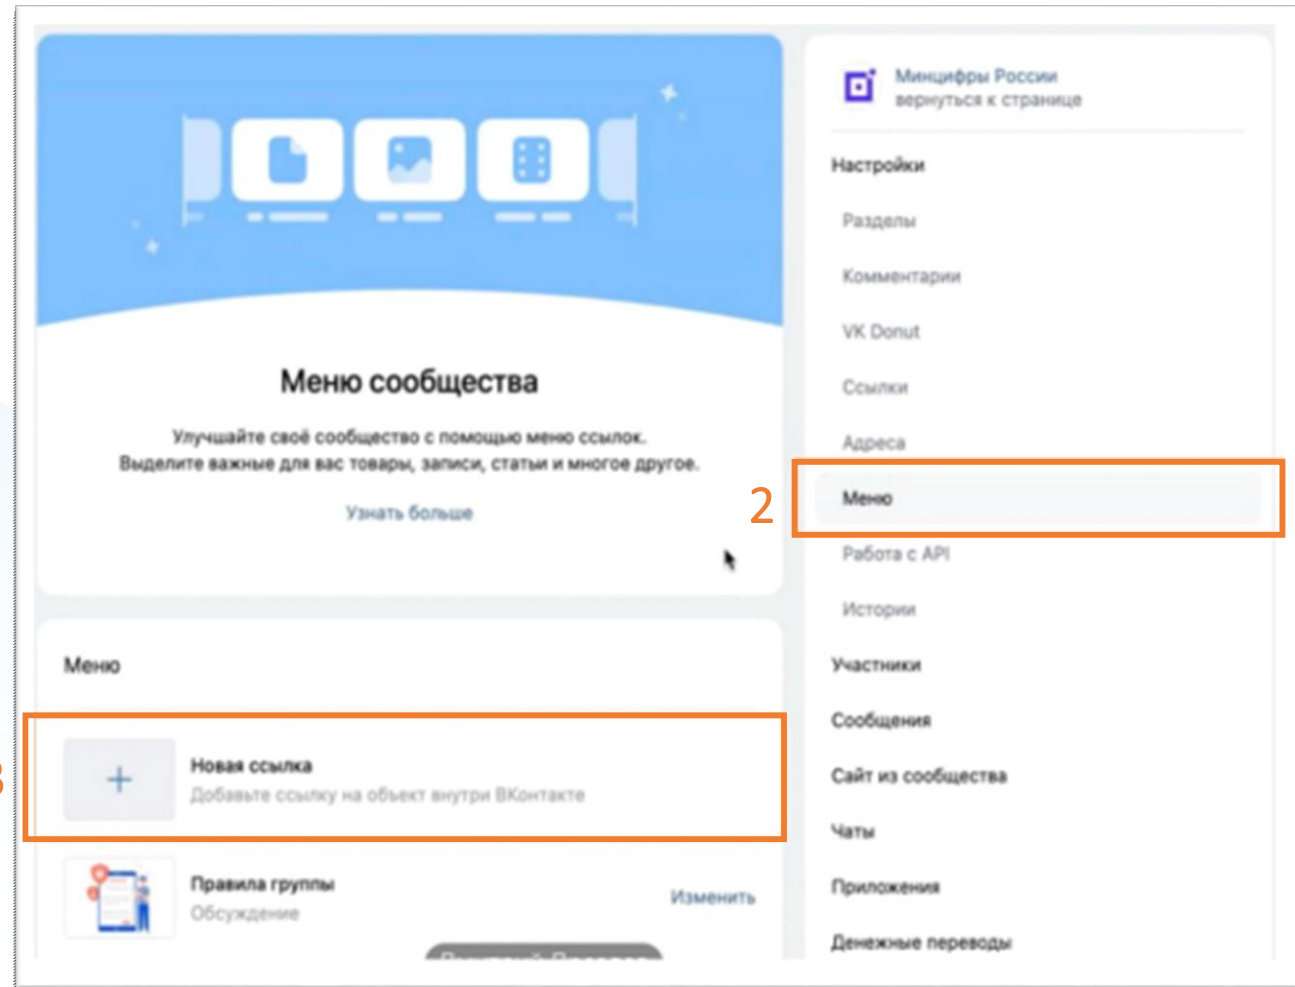 Меню сообщества
Улучшайте своё сообщество с помощью меню ссылок.
Выделите важные для вас товары, записи, статьи и многое другое.
Узнать больше
Меню
3
Новая ссылка
Добавьте ссылку на объект внутри ВКонтакте
Правила группы
Обсуждение
Изменить
Минцифры России
вернуться к странице
Настройки
Разделы
Комментарии
VK Donut
Ссылки
Адреса
2
Меню
Работа с API
Истории
Участники
Сообщения
Сайт из сообщества
Чаты
Приложения
Денежные переводы